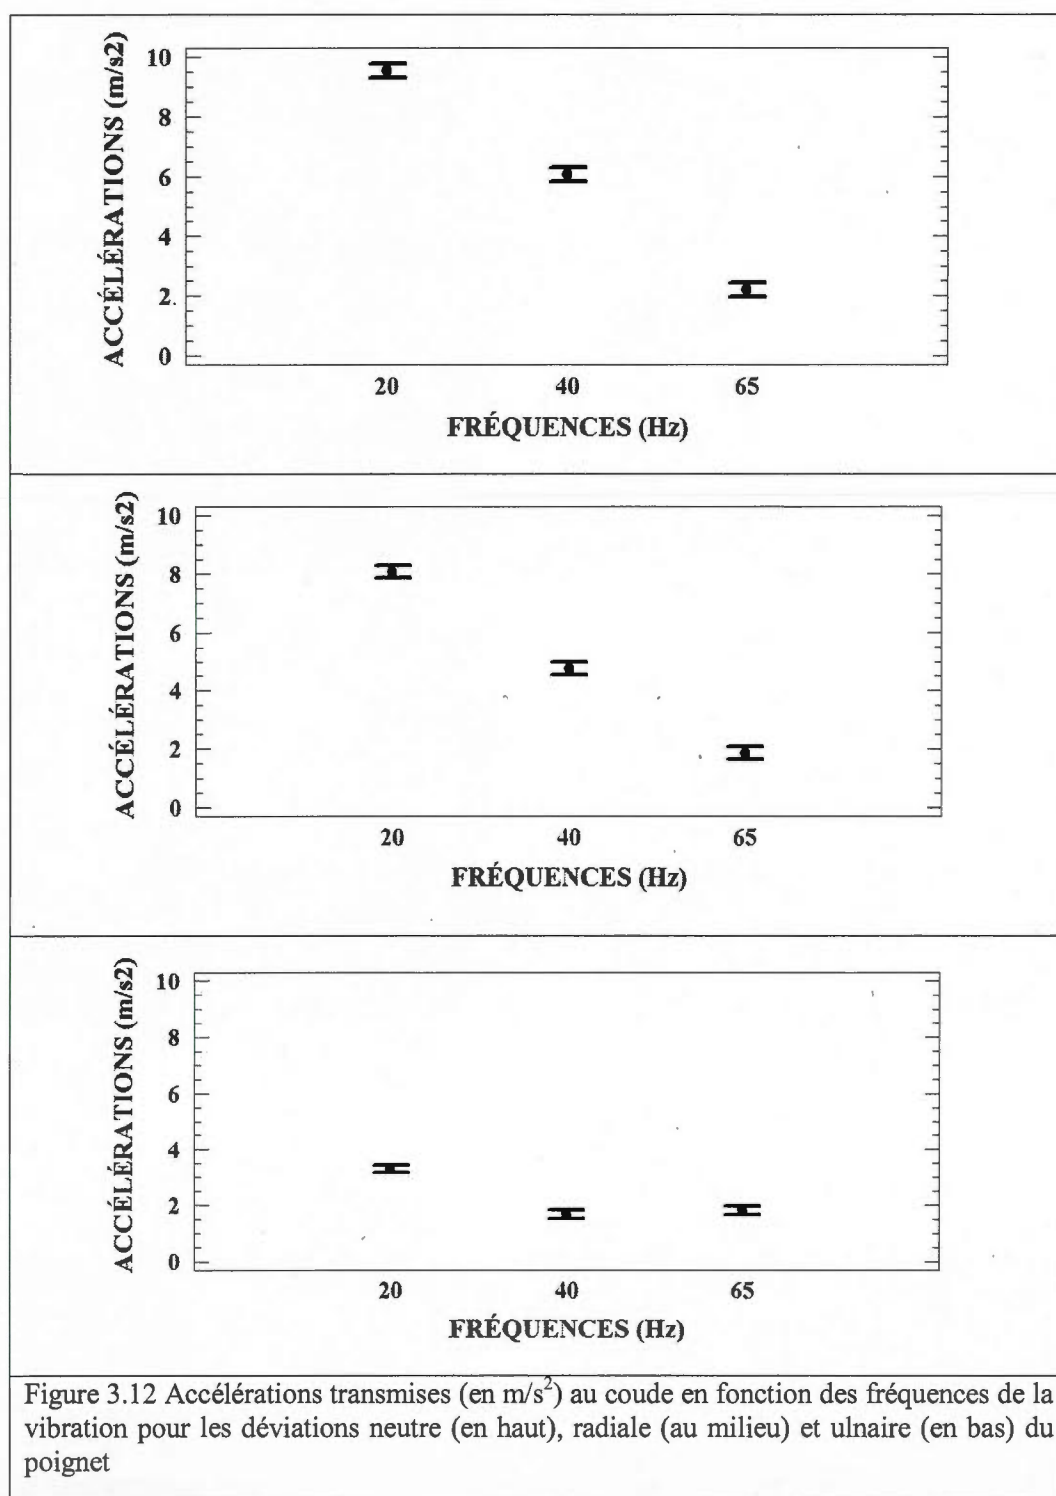 ACCÉLÉRATIONS (m/s2)
10
8
6
4
2
0
20 40 65
FRÉQUENCES (Hz)
ACCÉLÉRATIONS (m/s2)
10
8
6
4
2
0
20 40 65
FRÉQUENCES (Hz)
ACCÉLÉRATIONS (m/s2)
10
8
6
4
2
0
20 40 65
FRÉQUENCES (Hz)
Figure 3.12 Accélérations transmises (en m/s²) au coude en fonction des fréquences de la
vibration pour les déviations neutre (en haut), radiale (au milieu) et ulnaire (en bas) du
poignet